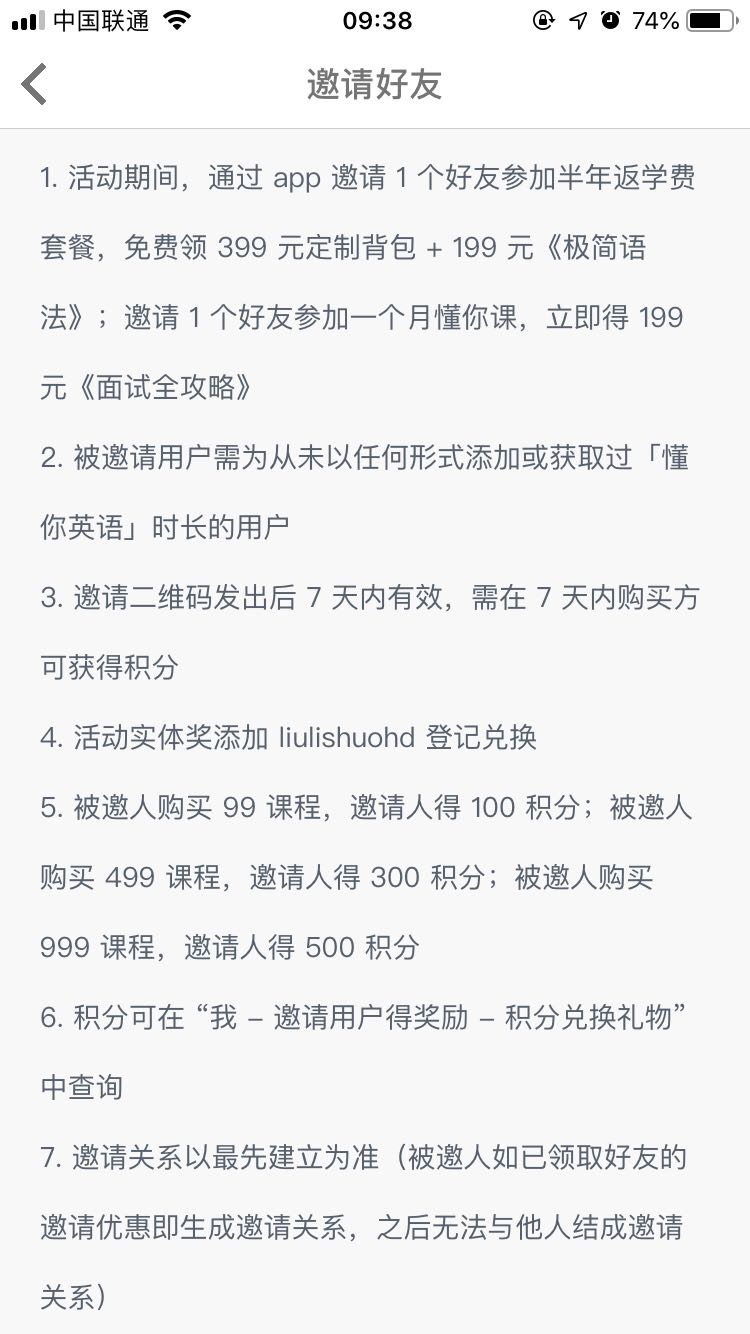 中国联通 09:38 74%
邀请好友
1. 活动期间，通过 app 邀请 1 个好友参加半年返学费
套餐，免费领 399 元定制背包 + 199 元《极简语
法》；邀请 1 个好友参加一个月懂你课，立即得 199
元《面试全攻略》
2. 被邀请用户需为从未以任何形式添加或获取过「懂
你英语」时长的用户
3. 邀请二维码发出后 7 天内有效，需在 7 天内购买方
可获得积分
4. 活动实体奖添加 liulishuohd 登记兑换
5. 被邀人购买 99 课程，邀请人得 100 积分；被邀人
购买 499 课程，邀请人得 300 积分；被邀人购买
999 课程，邀请人得 500 积分
6. 积分可在 “我 – 邀请用户得奖励 – 积分兑换礼物”
中查询
7. 邀请关系以最先建立为准（被邀人如已领取好友的
邀请优惠即生成邀请关系，之后无法与他人结成邀请
关系）